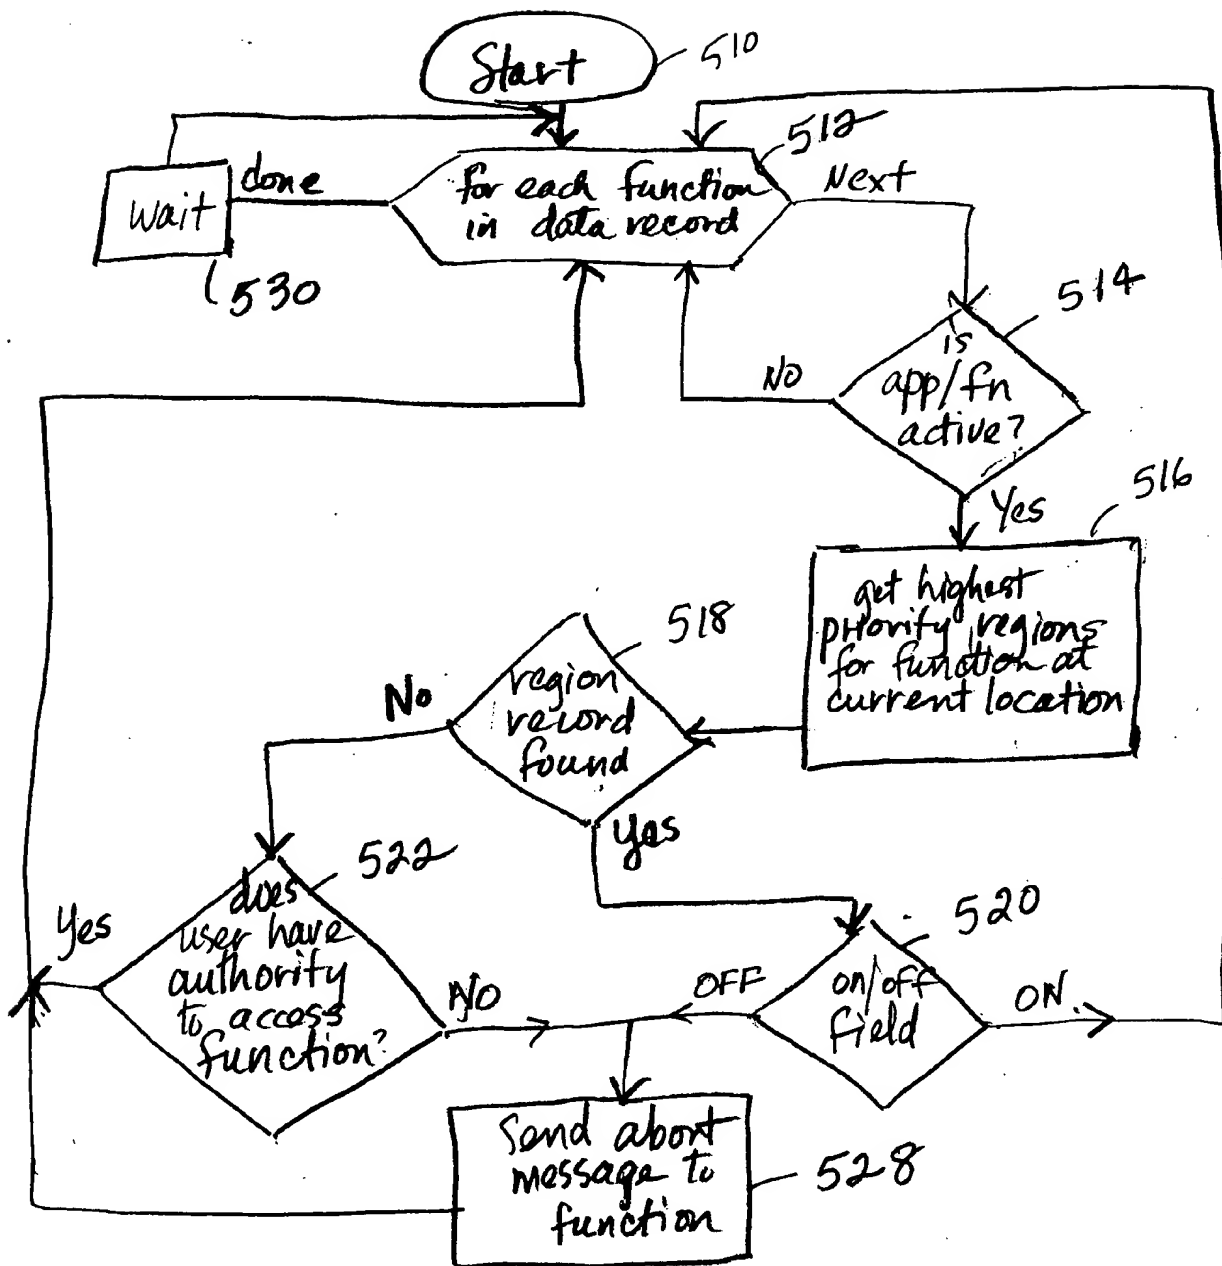 Start
510
512
for each function
in data record
done
Next
wait
530
514
is
app/fn
active?
No
Yes
516
get highest
priority regions
for function at
current location
518
region
record
found
No
yes
522
does
user have
authority
to access
function?
Yes
NO
520
on/off
field
OFF
ON
Send abort
message to
function
528